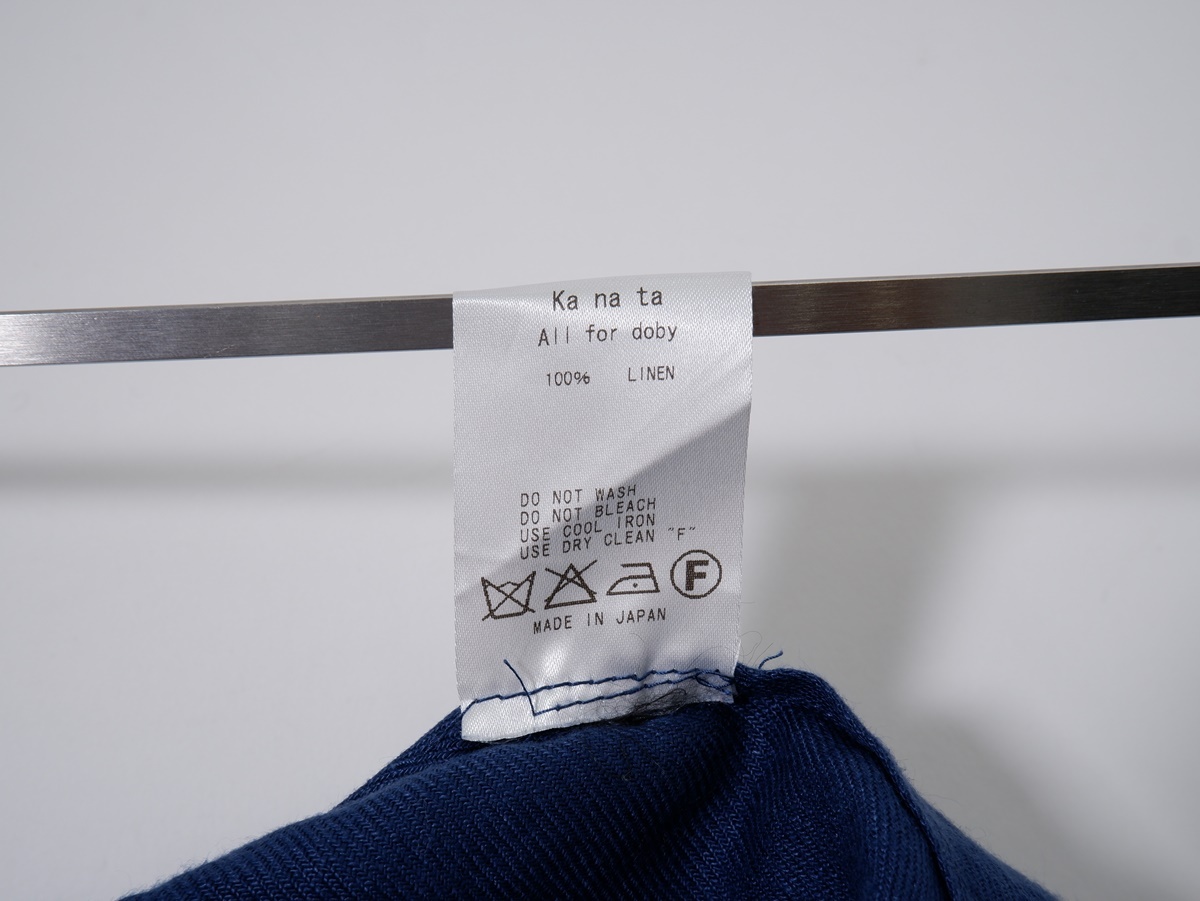 Ka na ta
All for doby
100% LINEN
DO NOT WASH
DO NOT BLEACH
USE COOL IRON
USE DRY CLEAN "F"
F
MADE IN JAPAN